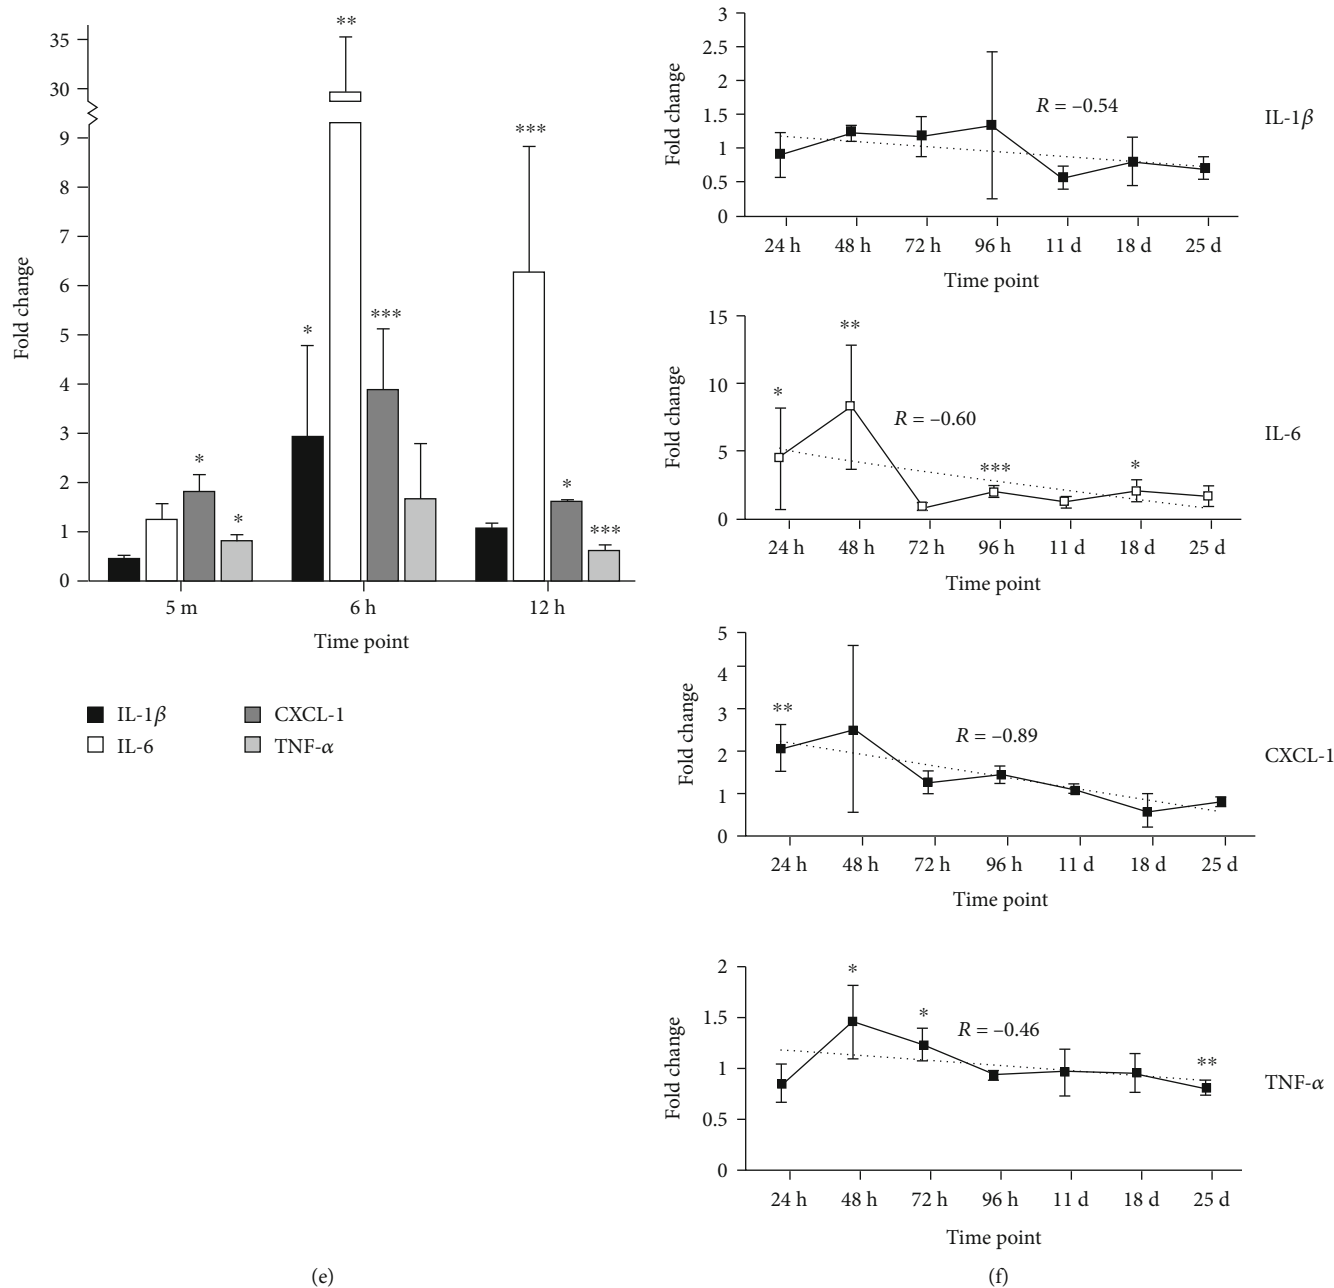 35
30
9
8
7
6
5
4
3
2
1
0
Fold change
**
***
*
***
*
*
*
***
5 m 6 h 12 h
Time point
IL-1β CXCL-1
IL-6 TNF-α
(e)
3
2.5
2
1.5
1
0.5
0
Fold change
R = –0.54
IL-1β
24 h 48 h 72 h 96 h 11 d 18 d 25 d
Time point
15
10
5
0
Fold change
*
**
R = –0.60
***
*
IL-6
24 h 48 h 72 h 96 h 11 d 18 d 25 d
Time point
5
4
3
2
1
0
Fold change
**
R = –0.89
CXCL-1
24 h 48 h 72 h 96 h 11 d 18 d 25 d
Time point
2
1.5
1
0.5
0
Fold change
*
*
R = –0.46
**
TNF-α
24 h 48 h 72 h 96 h 11 d 18 d 25 d
Time point
(f)